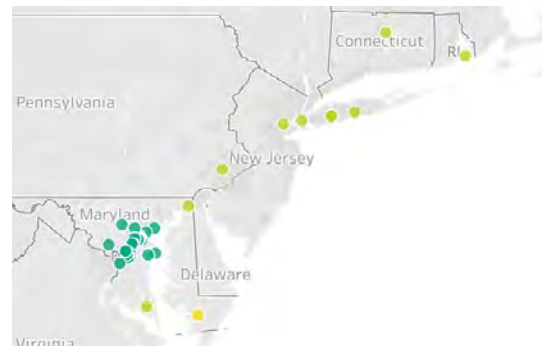 Connecticut
RI
Pennsylvania
New Jersey
Maryland
Delaware
Virginia